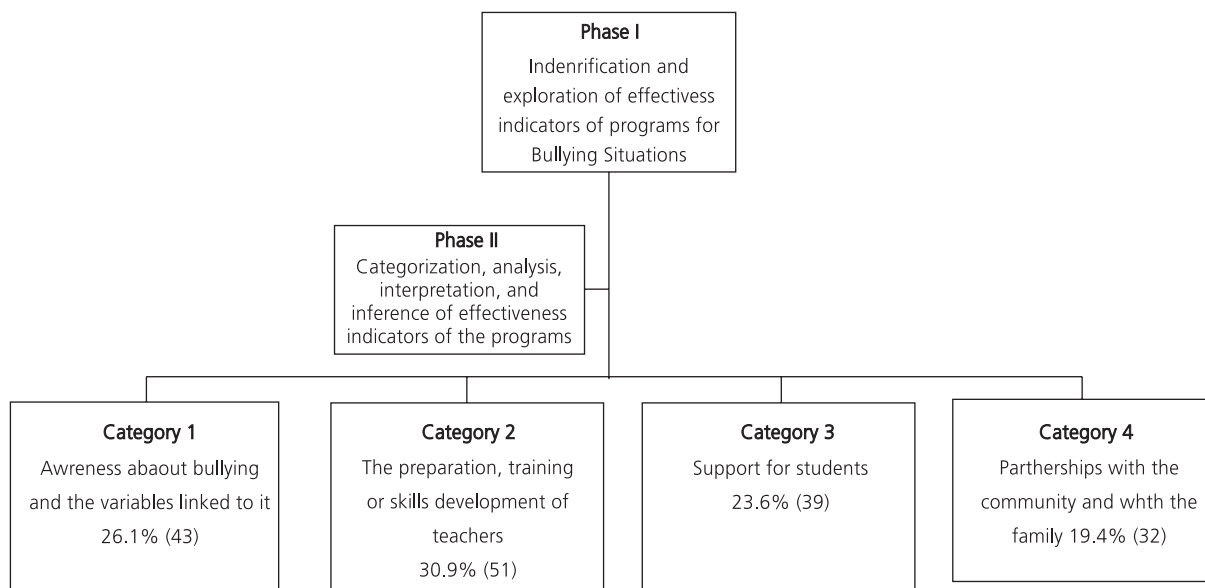 Phase I
Indenrification and
exploration of effectivess
indicators of programs for
Bullying Situations
Phase II
Categorization, analysis,
interpretation, and
inference of effectiveness
indicators of the programs
Category 1
Awreness abaout bullying
and the variables linked to it
26.1% (43)
Category 2
The preparation, training
or skills development of
teachers
30.9% (51)
Category 3
Support for students
23.6% (39)
Category 4
Partherships with the
community and whth the
family 19.4% (32)